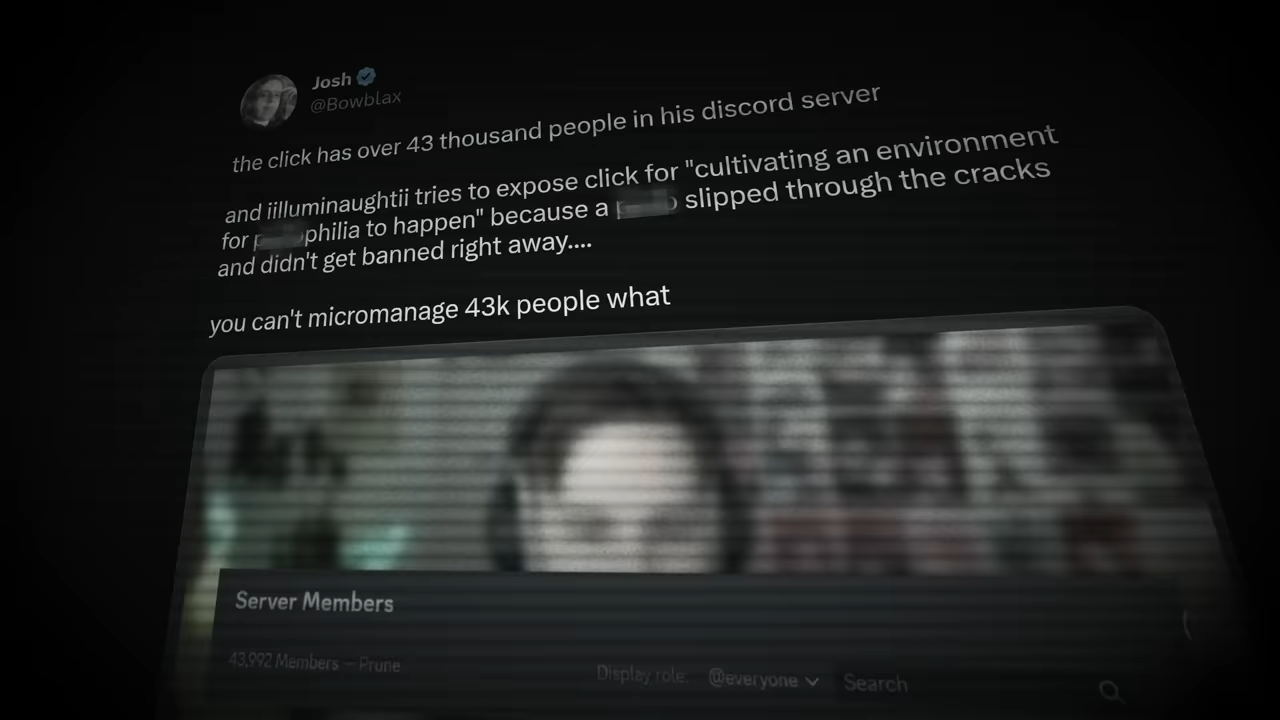 Josh
@Bowblax
the click has over 43 thousand people in his discord server
and iilluminaughtii tries to expose click for "cultivating an environment
for philia to happen" because a slipped through the cracks
and didn't get banned right away....
you can't micromanage 43k people what
Server Members
43,992 Members – Prune
Display role: @everyone Search